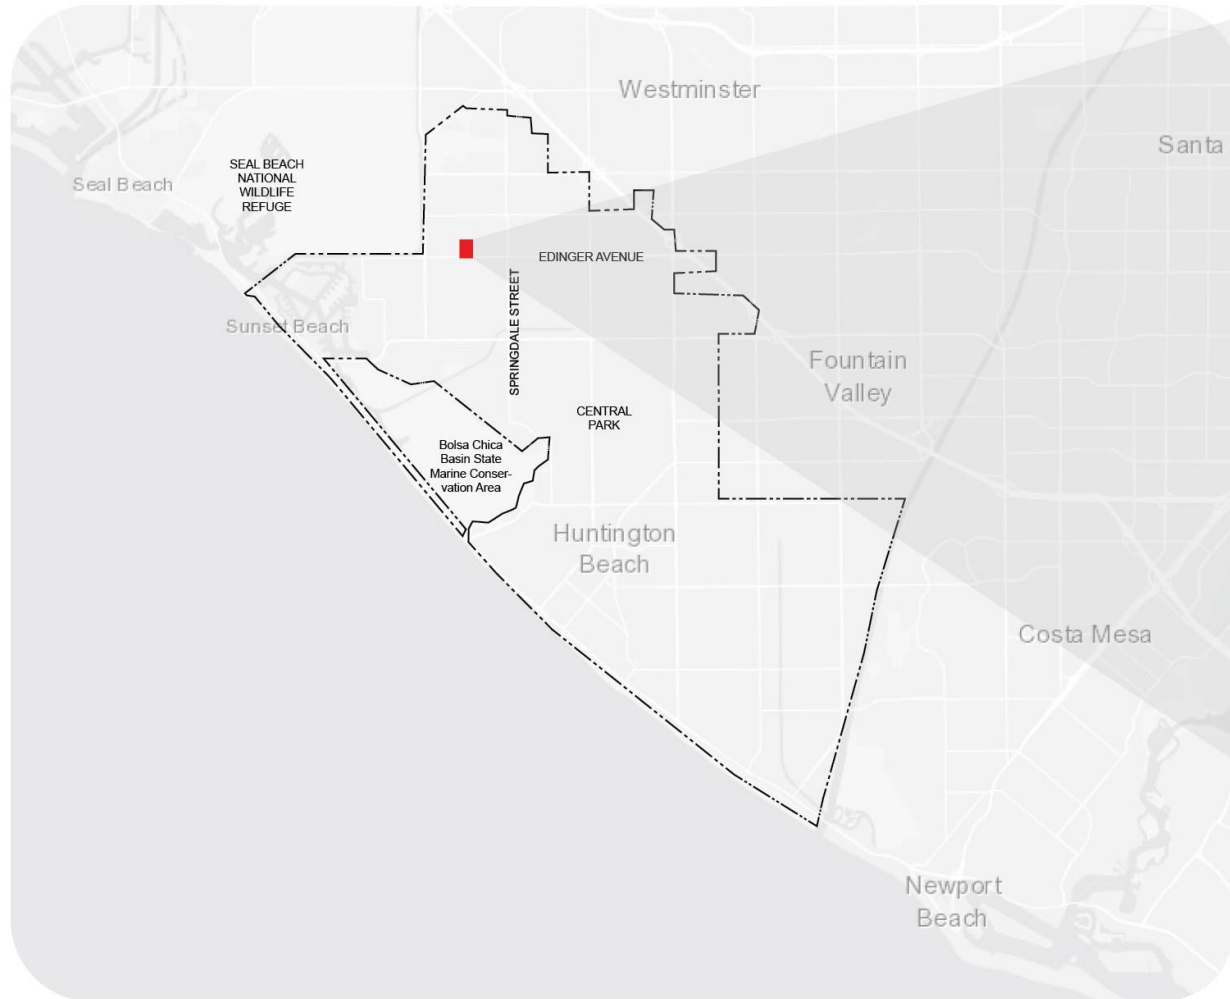 Westminster
Santa
SEAL BEACH
NATIONAL
WILDLIFE
REFUGE
Seal Beach
EDINGER AVENUE
SPRINGDALE STREET
Sunset Beach
Fountain
Valley
CENTRAL
PARK
Bolsa Chica
Basin State
Marine Conser-
vation Area
Huntington
Beach
Costa Mesa
Newport
Beach